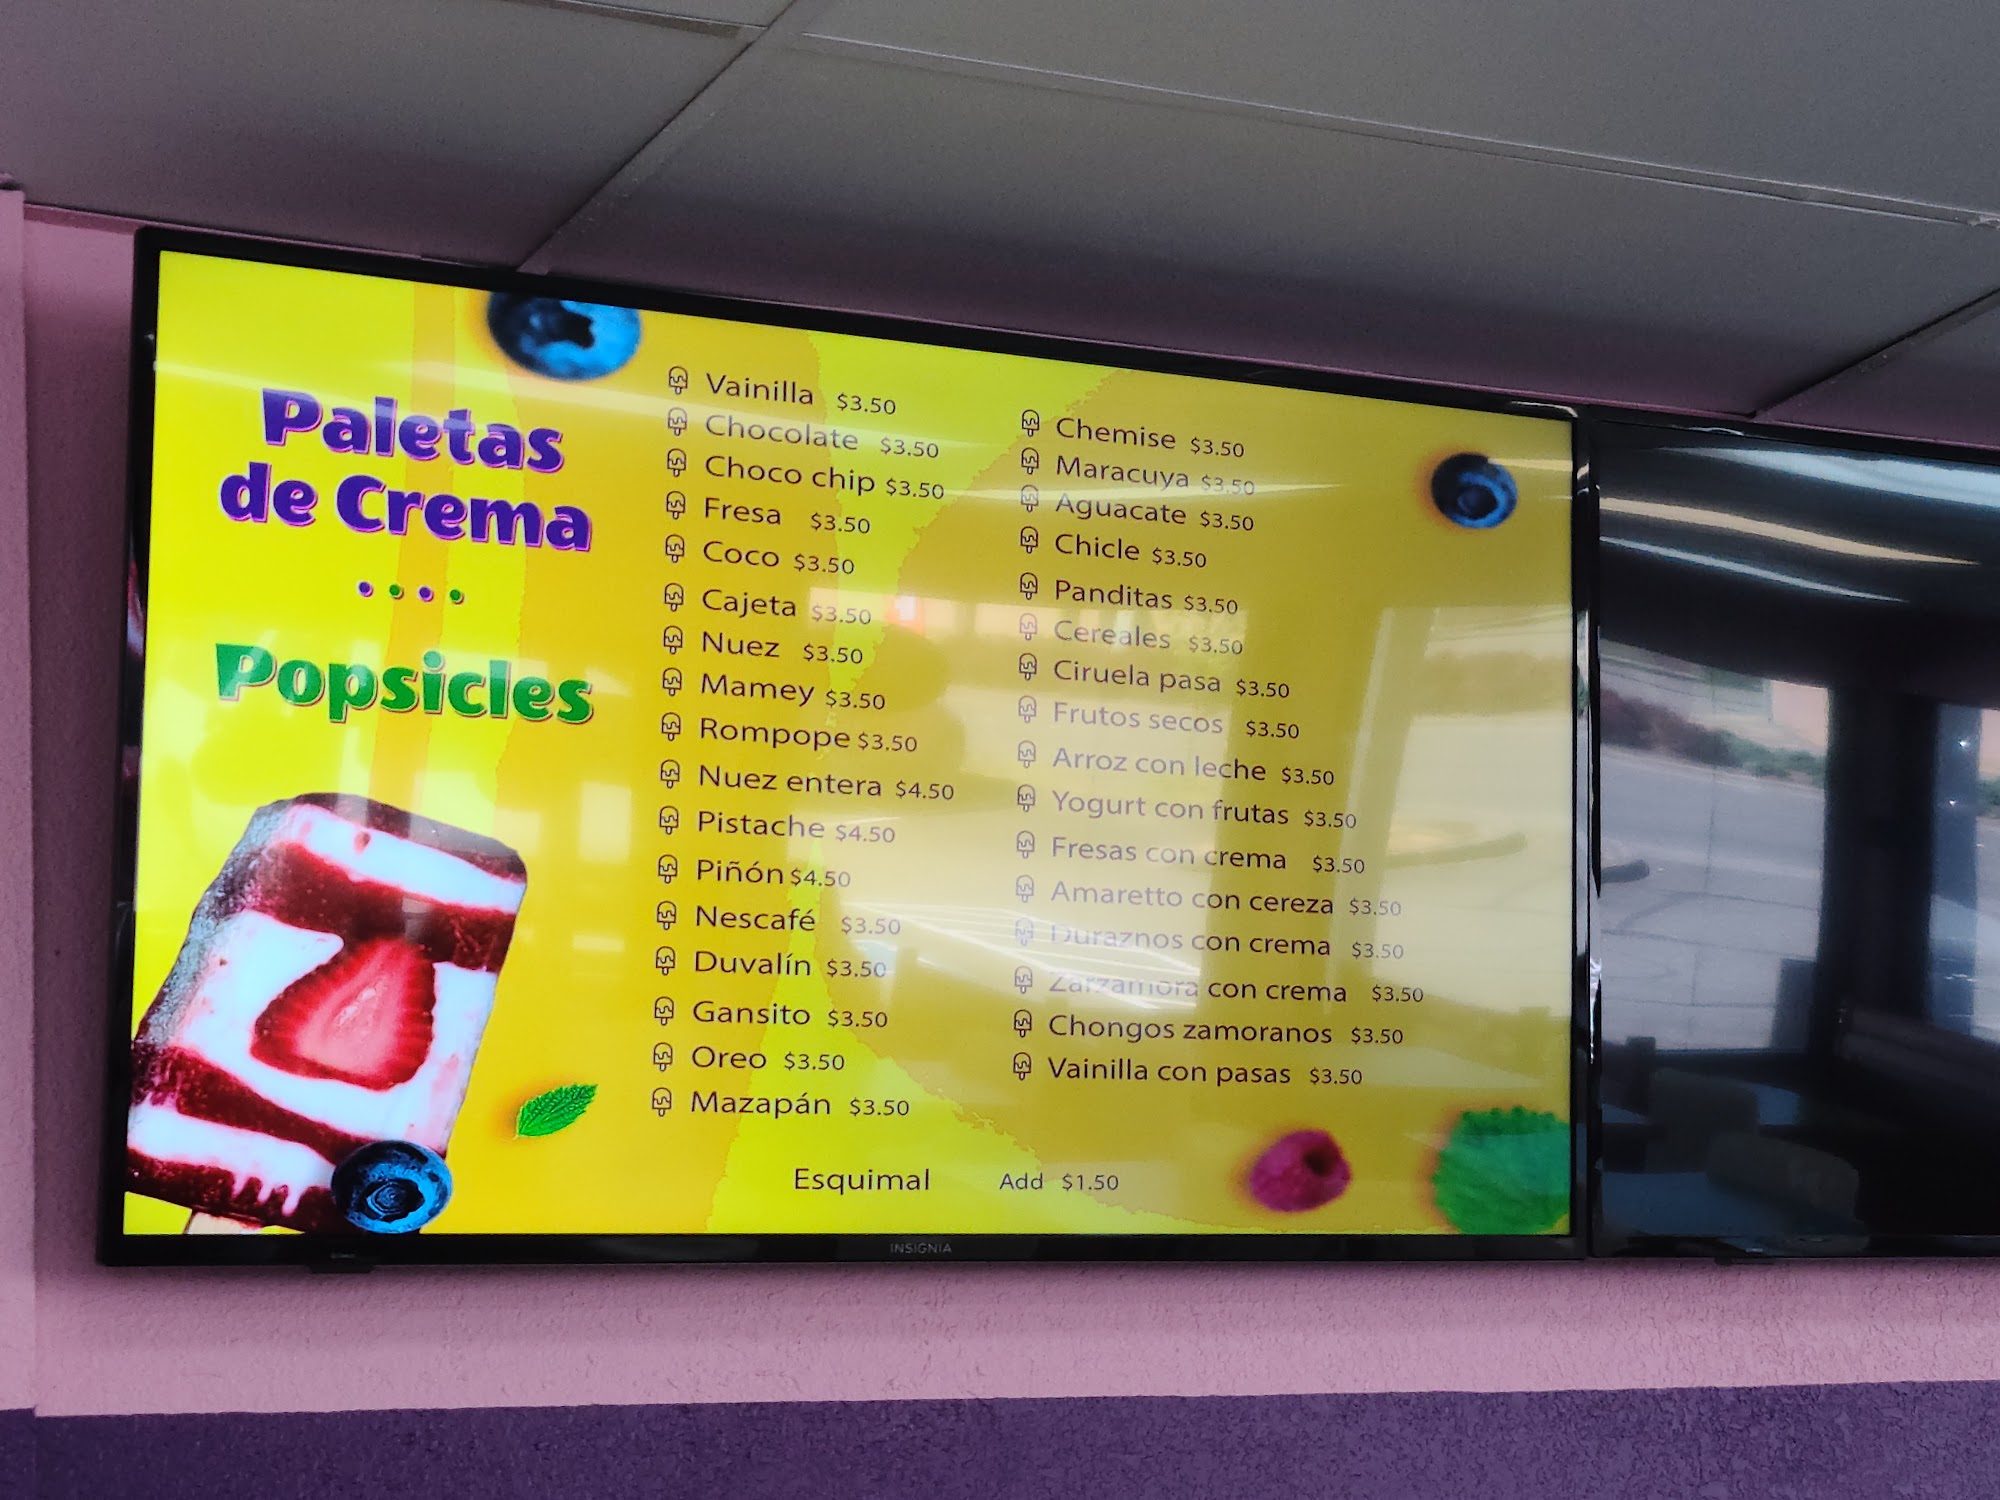 Paletas
de Crema
Popsicles
Vainilla $3.50
Chocolate $3.50
Choco chip $3.50
Fresa $3.50
Coco $3.50
Cajeta $3.50
Nuez $3.50
Mamey $3.50
Rompope $3.50
Nuez entera $4.50
Pistache $4.50
Piñón $4.50
Nescafé $3.50
Duvalín $3.50
Gansito $3.50
Oreo $3.50
Mazapán $3.50
Chemise $3.50
Maracuya $3.50
Aguacate $3.50
Chicle $3.50
Panditas $3.50
Cereales $3.50
Ciruela pasa $3.50
Frutos secos $3.50
Arroz con leche $3.50
Yogurt con frutas $3.50
Fresas con crema $3.50
Amaretto con cereza $3.50
Duraznos con crema $3.50
Zarzamora con crema $3.50
Chongos zamoranos $3.50
Vainilla con pasas $3.50
Esquimal Add $1.50
INSIGNIA